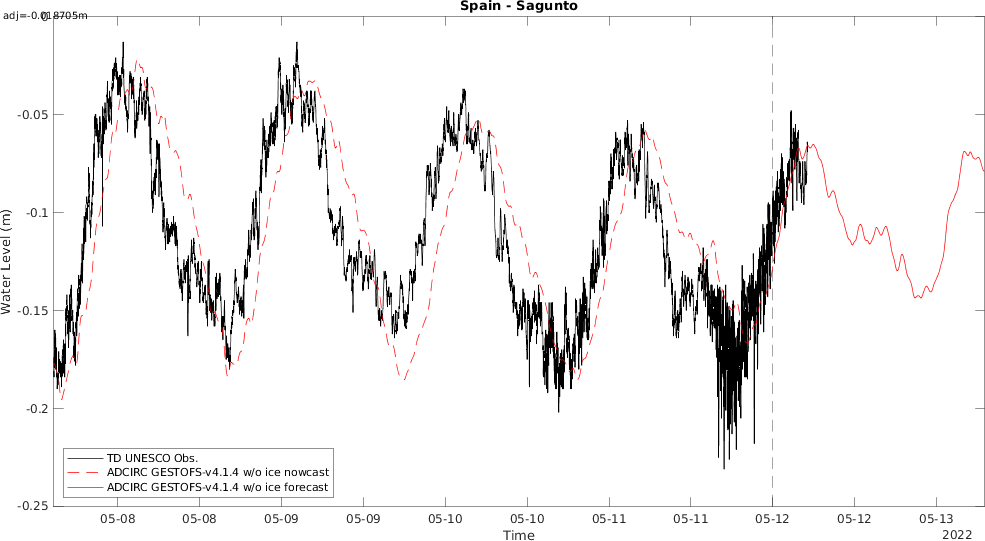 Spain - Sagunto
adj=-0.018705m
0
-0.05
-0.1
-0.15
-0.2
-0.25
Water Level (m)
TD UNESCO Obs.
ADCIRC GESTOFS-v4.1.4 w/o ice nowcast
ADCIRC GESTOFS-v4.1.4 w/o ice forecast
05-08 05-08 05-09 05-09 05-10 05-10 05-11 05-11 05-12 05-12 05-13
Time
2022